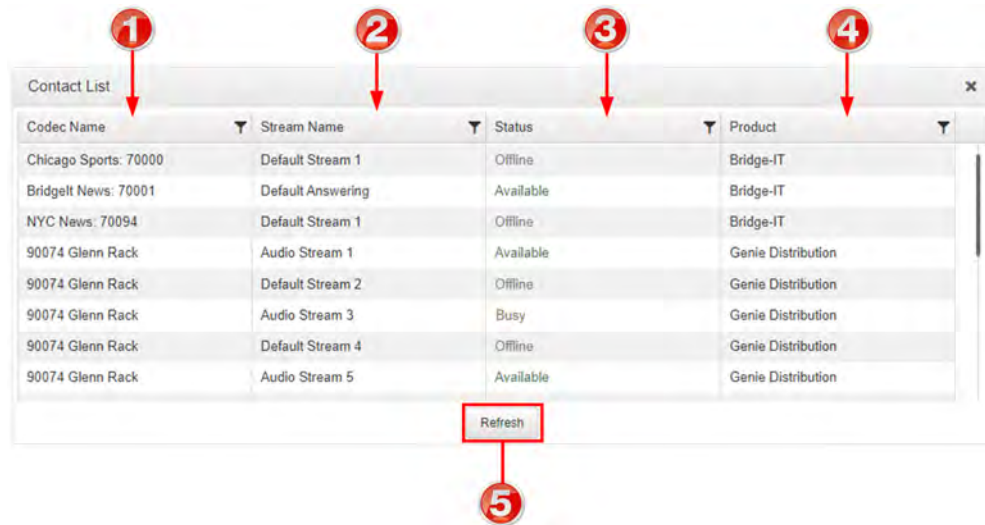 1 2 3 4
Contact List ×
Codec Name Stream Name Status Product
Chicago Sports: 70000 Default Stream 1 Offline Bridge-IT
BridgeIt News: 70001 Default Answering Available Bridge-IT
NYC News: 70094 Default Stream 1 Offline Bridge-IT
90074 Glenn Rack Audio Stream 1 Available Genie Distribution
90074 Glenn Rack Default Stream 2 Offline Genie Distribution
90074 Glenn Rack Audio Stream 3 Busy Genie Distribution
90074 Glenn Rack Default Stream 4 Offline Genie Distribution
90074 Glenn Rack Audio Stream 5 Available Genie Distribution
Refresh
5